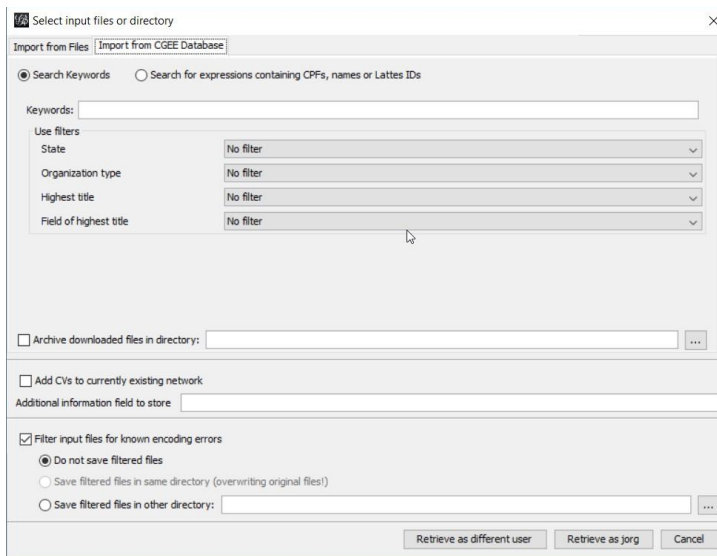 Select input files or directory
Import from Files Import from CGEE Database
Search Keywords Search for expressions containing CPFs, names or Lattes IDs
Keywords:
Use filters
State No filter
Organization type No filter
Highest title No filter
Field of highest title No filter
Archive downloaded files in directory: ...
Add CVs to currently existing network
Additional information field to store
Filter input files for known encoding errors
Do not save filtered files
Save filtered files in same directory (overwriting original files!)
Save filtered files in other directory: ...
Retrieve as different user Retrieve as jorg Cancel